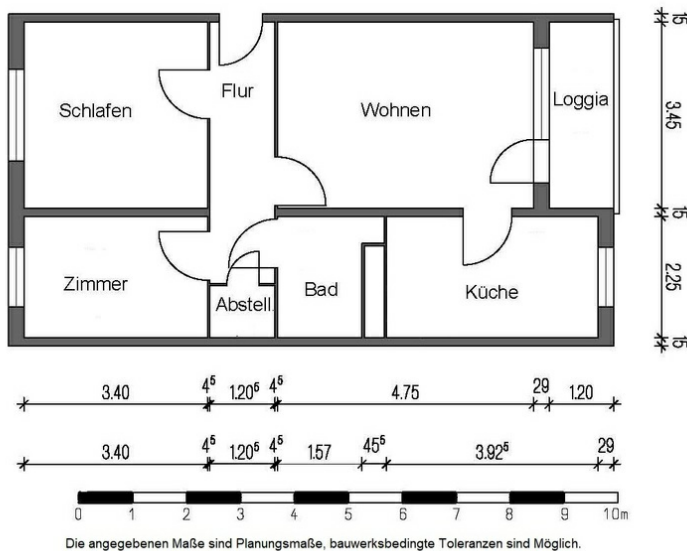 Schlafen
Flur
Wohnen
Loggia
Zimmer
Abstell.
Bad
Küche
15
3.45
15
2.25
15
3.40 4⁵ 1.20⁵ 4⁵ 4.75 29 1.20
3.40 4⁵ 1.20⁵ 4⁵ 1.57 45⁵ 3.92⁵ 29
0 1 2 3 4 5 6 7 8 9 10m
Die angegebenen Maße sind Planungsmaße, bauwerksbedingte Toleranzen sind Möglich.